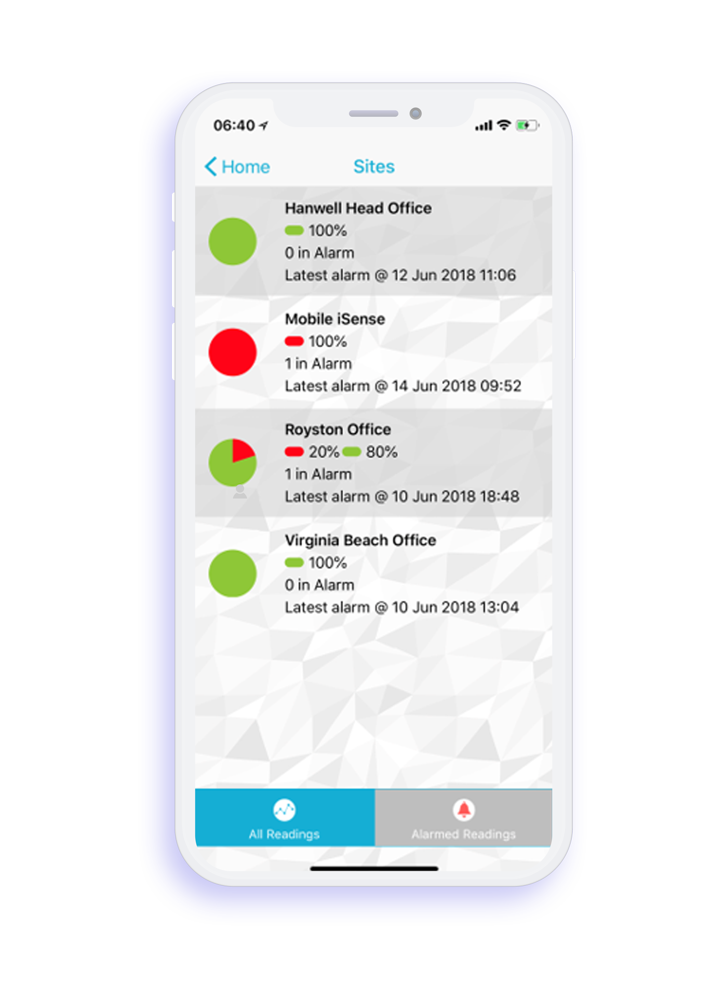 06:40
Home
Sites
Hanwell Head Office
100%
0 in Alarm
Latest alarm @ 12 Jun 2018 11:06
Mobile iSense
100%
1 in Alarm
Latest alarm @ 14 Jun 2018 09:52
Royston Office
20% 80%
1 in Alarm
Latest alarm @ 10 Jun 2018 18:48
Virginia Beach Office
100%
0 in Alarm
Latest alarm @ 10 Jun 2018 13:04
All Readings
Alarmed Readings